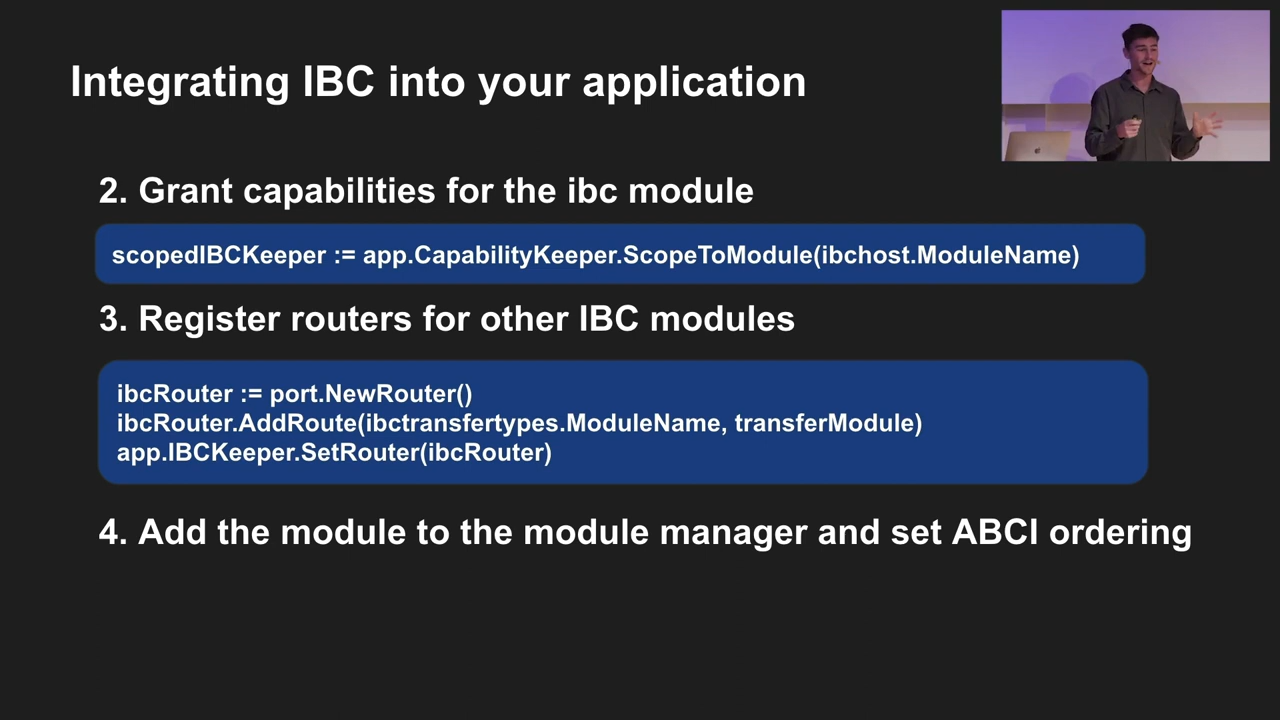 Integrating IBC into your application
2. Grant capabilities for the ibc module
scopedIBCKeeper := app.CapabilityKeeper.ScopeToModule(ibchost.ModuleName)
3. Register routers for other IBC modules
ibcRouter := port.NewRouter()
ibcRouter.AddRoute(ibctransfertypes.ModuleName, transferModule)
app.IBCKeeper.SetRouter(ibcRouter)
4. Add the module to the module manager and set ABCI ordering